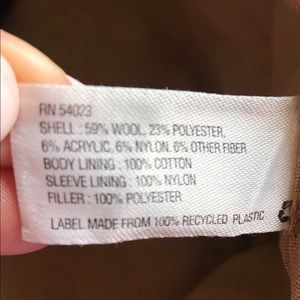 RN 54023
SHELL : 59% WOOL, 23% POLYESTER,
6% ACRYLIC, 6% NYLON, 6% OTHER FIBER
BODY LINING : 100% COTTON
SLEEVE LINING : 100% NYLON
FILLER : 100% POLYESTER
LABEL MADE FROM 100% RECYCLED PLASTIC